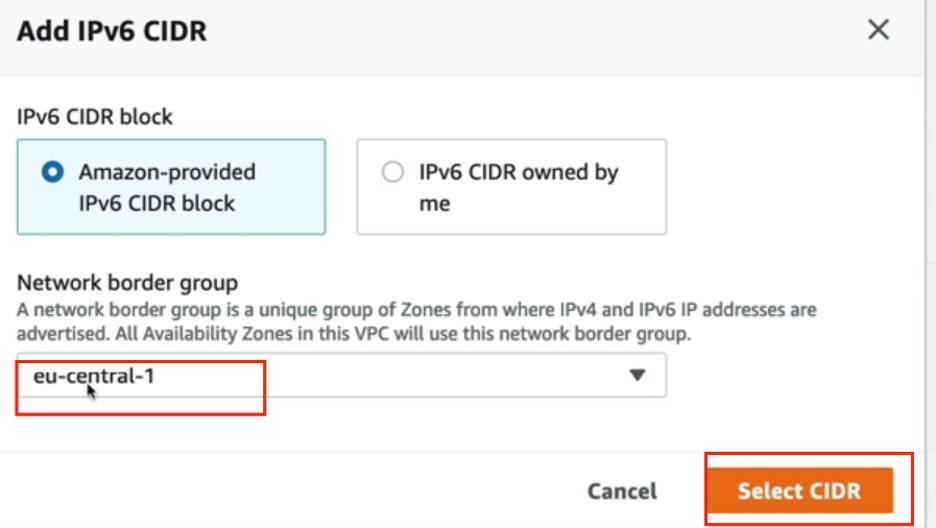 Add IPv6 CIDR
IPv6 CIDR block
Amazon-provided
IPv6 CIDR block
IPv6 CIDR owned by
me
Network border group
A network border group is a unique group of Zones from where IPv4 and IPv6 IP addresses are
advertised. All Availability Zones in this VPC will use this network border group.
eu-central-1
Cancel
Select CIDR